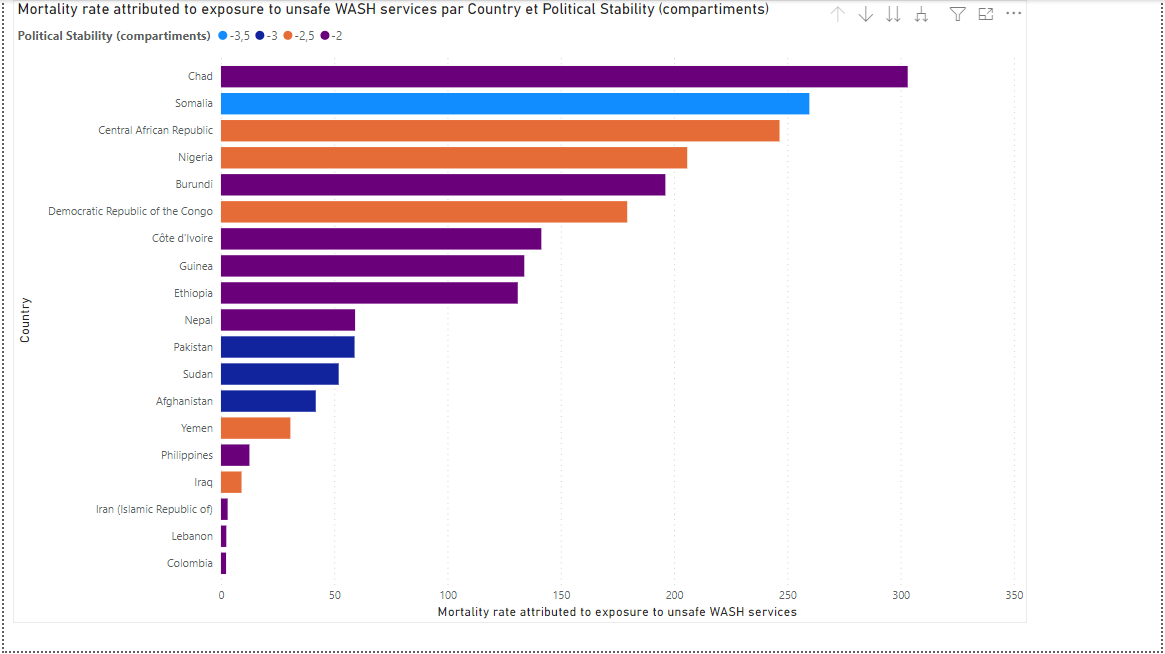 Mortality rate attributed to exposure to unsafe WASH services par Country et Political Stability (compartiments)
Political Stability (compartiments) -3,5 -3 -2,5 -2
Chad
Somalia
Central African Republic
Nigeria
Burundi
Democratic Republic of the Congo
Côte d'Ivoire
Guinea
Ethiopia
Nepal
Pakistan
Sudan
Afghanistan
Yemen
Philippines
Iraq
Iran (Islamic Republic of)
Lebanon
Colombia
Country
0 50 100 150 200 250 300 350
Mortality rate attributed to exposure to unsafe WASH services